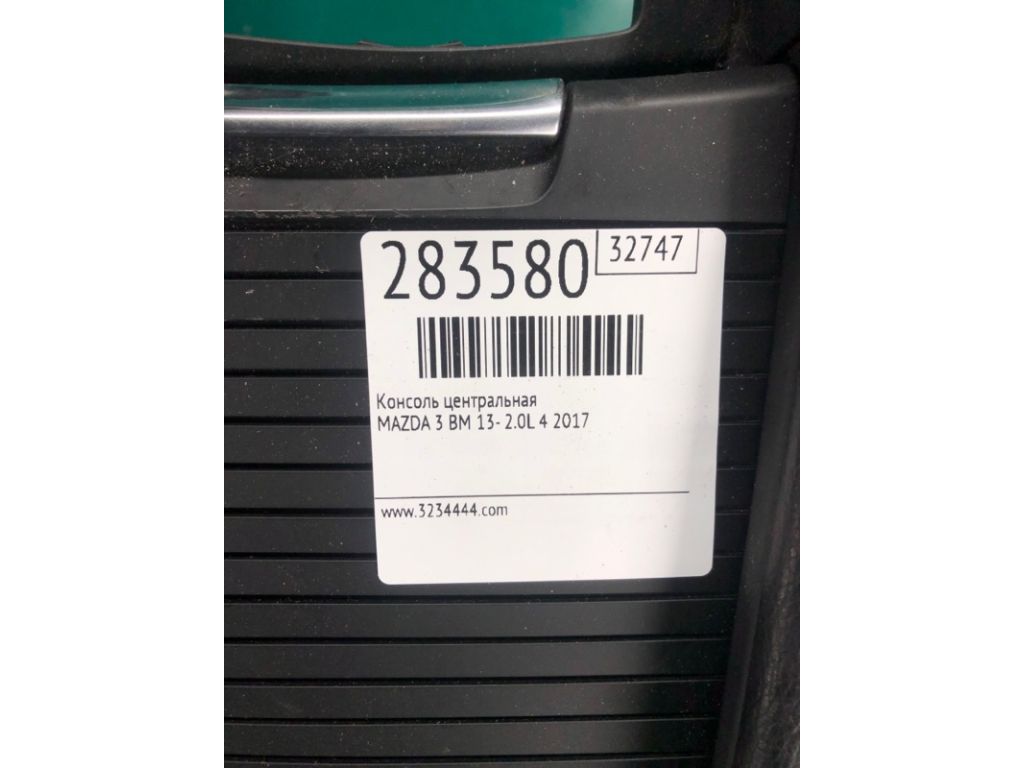 283580
32747
Консоль центральная
MAZDA 3 BM 13- 2.0L 4 2017
www.3234444.com